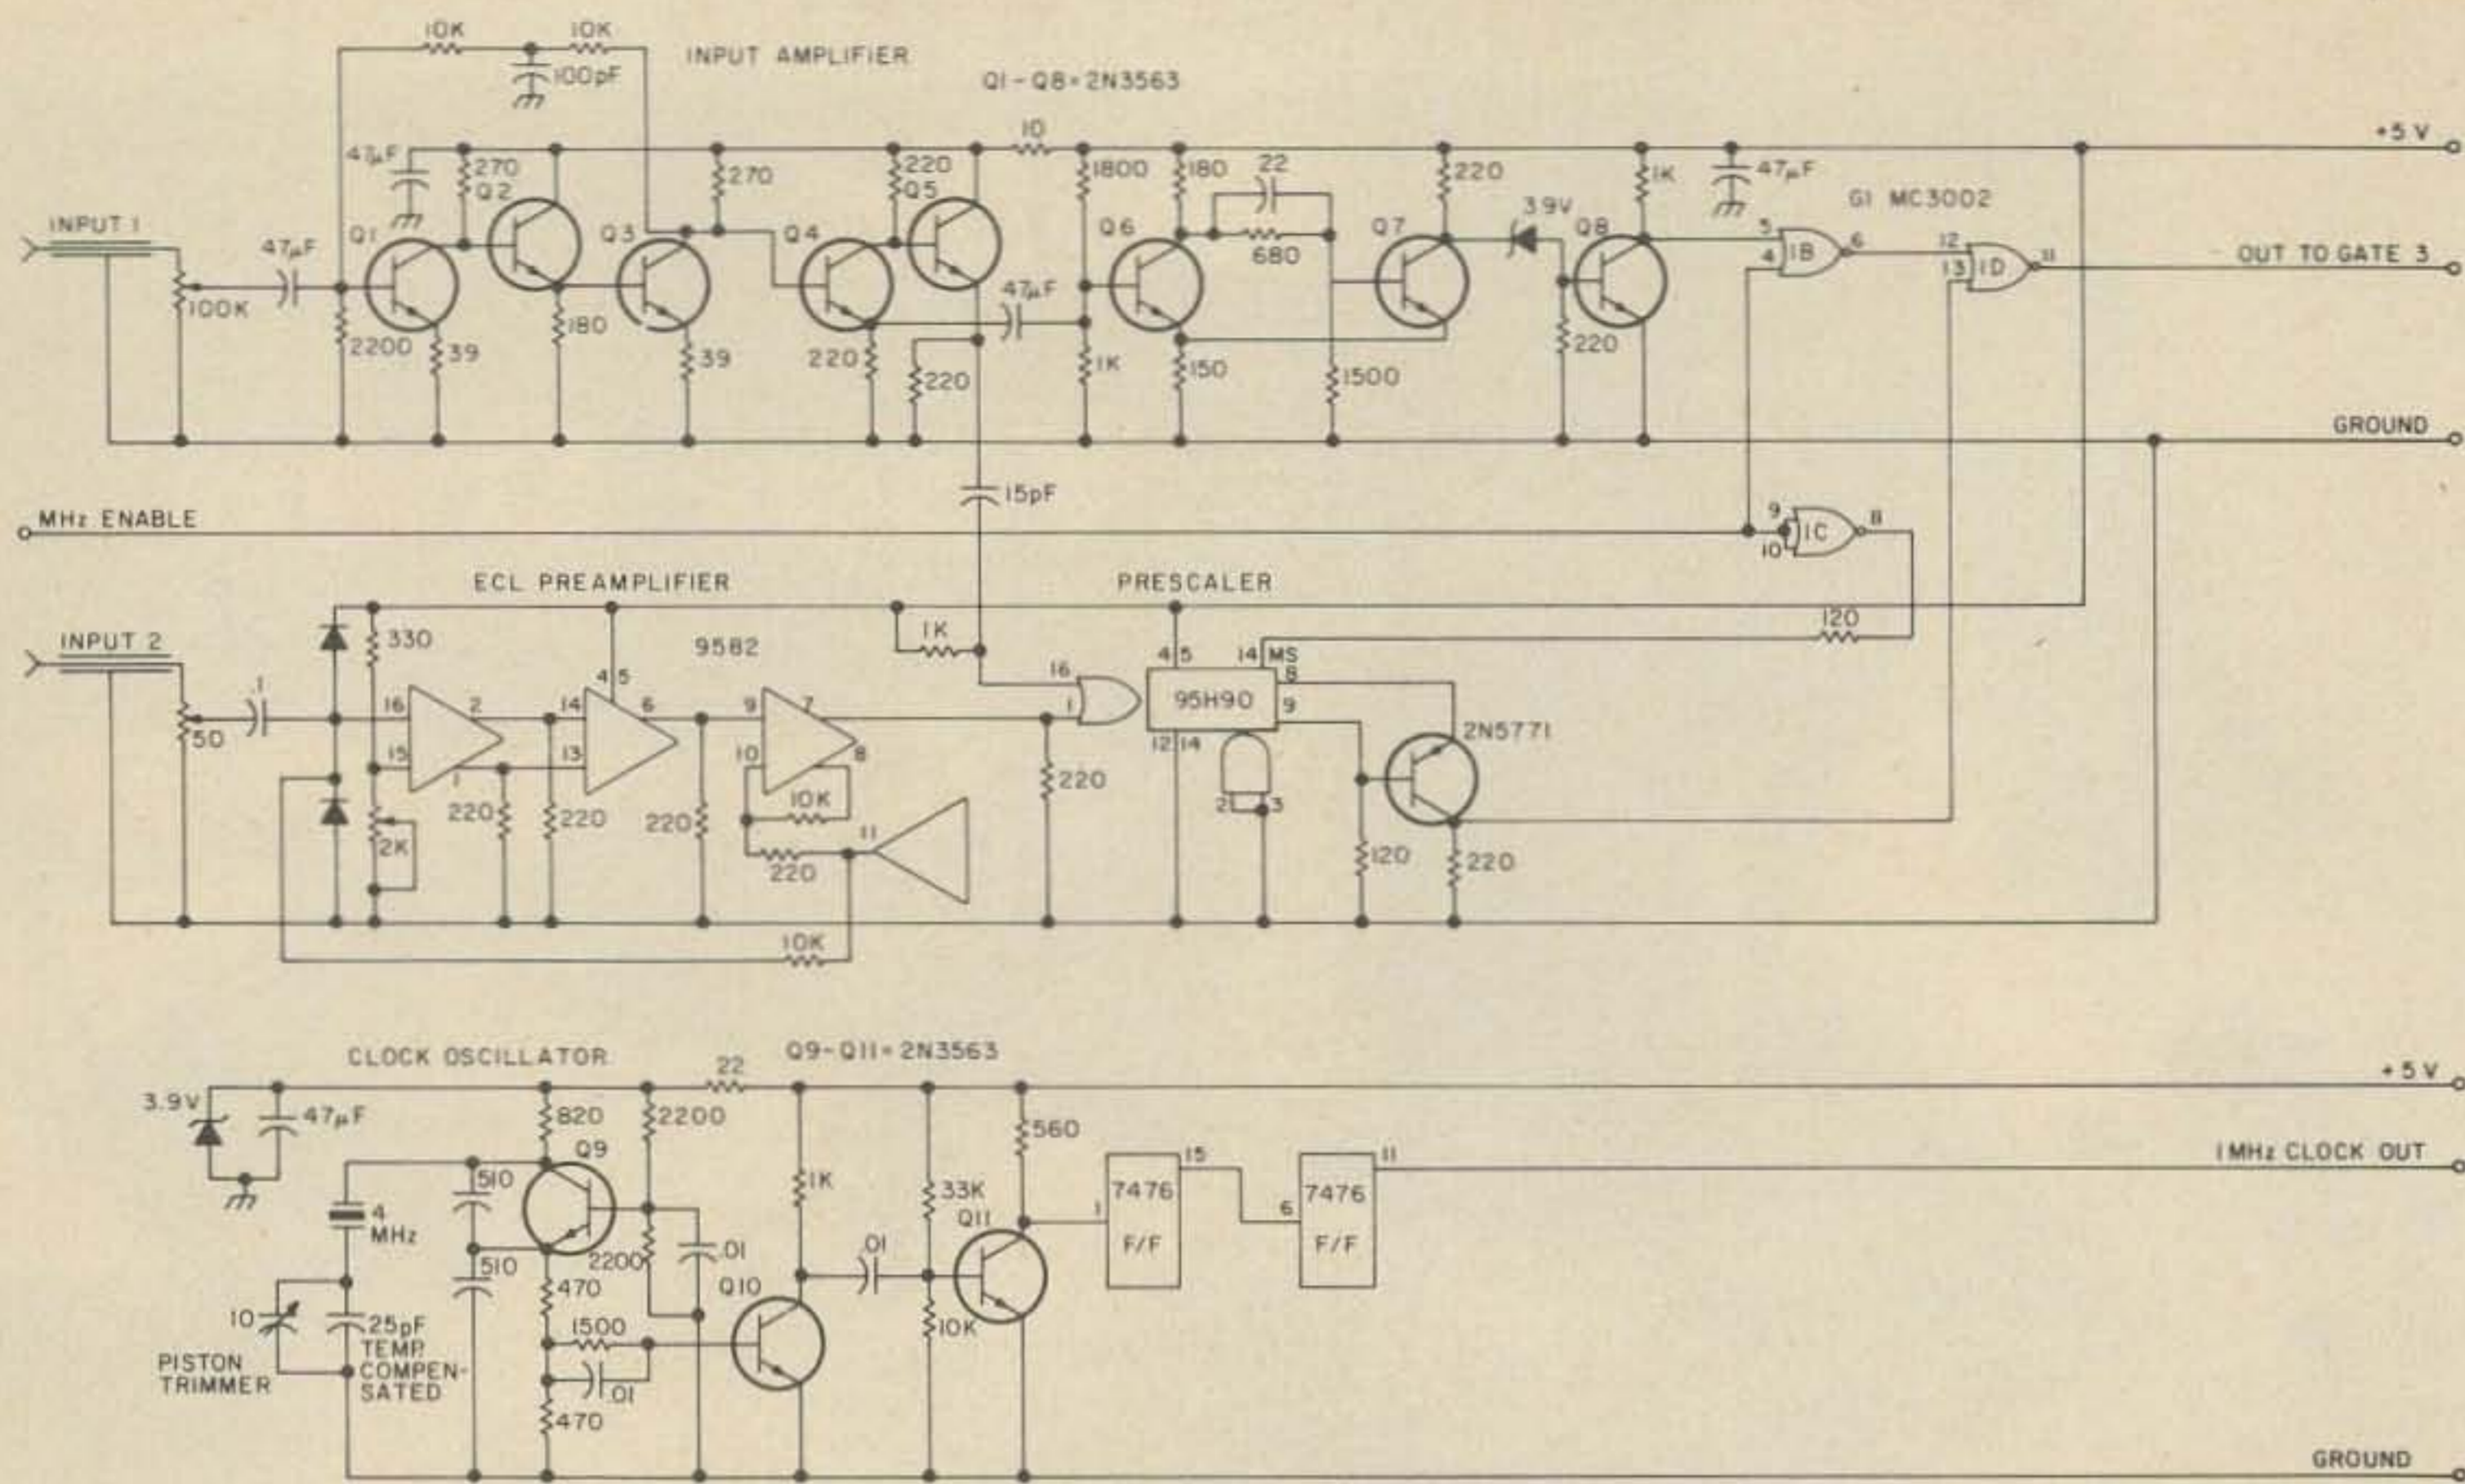 10K
10K
INPUT AMPLIFIER
100pF
Q1-Q8=2N3563
10
+5 V
47µF
270
Q2
270
220
Q5
1800
180
22
220
1K
47µF
G1 MC3002
INPUT 1
47µF
Q1
Q3
Q4
Q6
680
Q7
3.9V
Q8
5
4
1B
6
12
13
1D
11
OUT TO GATE 3
100K
2200
39
180
39
220
220
47µF
1K
150
1500
220
GROUND
15pF
MHz ENABLE
9
10
1C
8
ECL PREAMPLIFIER
PRESCALER
INPUT 2
330
9582
1K
120
4 5
16
1
4 5
14 MS
8
95H90
9
12 14
2N5771
50
.1
16
15
2
1
14
13
6
9
10
7
8
2K
220
220
220
10K
220
11
220
2
3
120
220
10K
CLOCK OSCILLATOR
Q9-Q11=2N3563
22
+5 V
3.9V
47µF
820
2200
Q9
560
510
1K
33K
Q11
1
7476
F/F
15
6
7476
F/F
11
1MHz CLOCK OUT
4
MHz
510
470
2200
.01
Q10
.01
10
25pF
TEMP.
COMPEN-
SATED
PISTON
TRIMMER
1500
.01
470
10K
GROUND